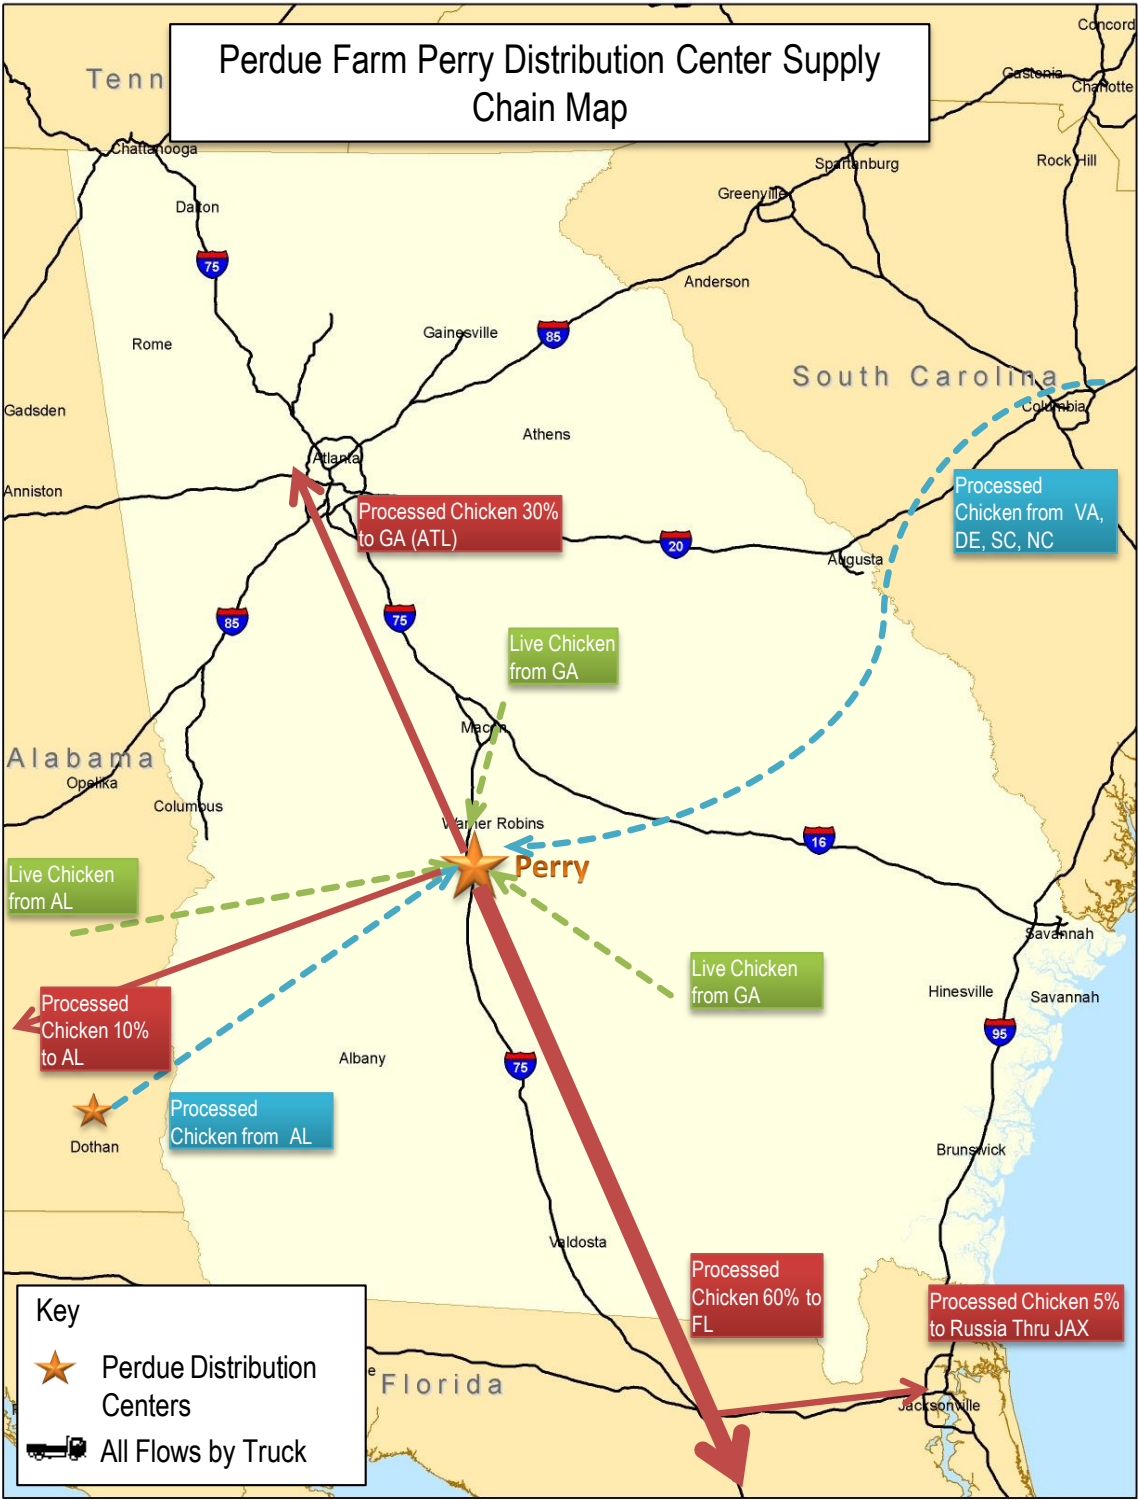 Perdue Farm Perry Distribution Center Supply
Chain Map
Concord
Tenn
Gastonia
Charlotte
Chattanooga
Spartanburg
Rock Hill
Greenville
Dalton
75
Anderson
Gainesville
85
Rome
South Carolina
Gadsden
Columbia
Athens
Atlanta
Anniston
Processed
Chicken from VA,
DE, SC, NC
Processed Chicken 30%
to GA (ATL)
20
Augusta
85
75
Live Chicken
from GA
Macon
Alabama
Opelika
Columbus
Warner Robins
16
Perry
Live Chicken
from AL
Savannah
Live Chicken
from GA
Hinesville
Savannah
Processed
Chicken 10%
to AL
95
Albany
75
Processed
Chicken from AL
Dothan
Brunswick
Valdosta
Processed
Chicken 60% to
FL
Processed Chicken 5%
to Russia Thru JAX
Key
Perdue Distribution
Centers
All Flows by Truck
e
Florida
Jacksonville